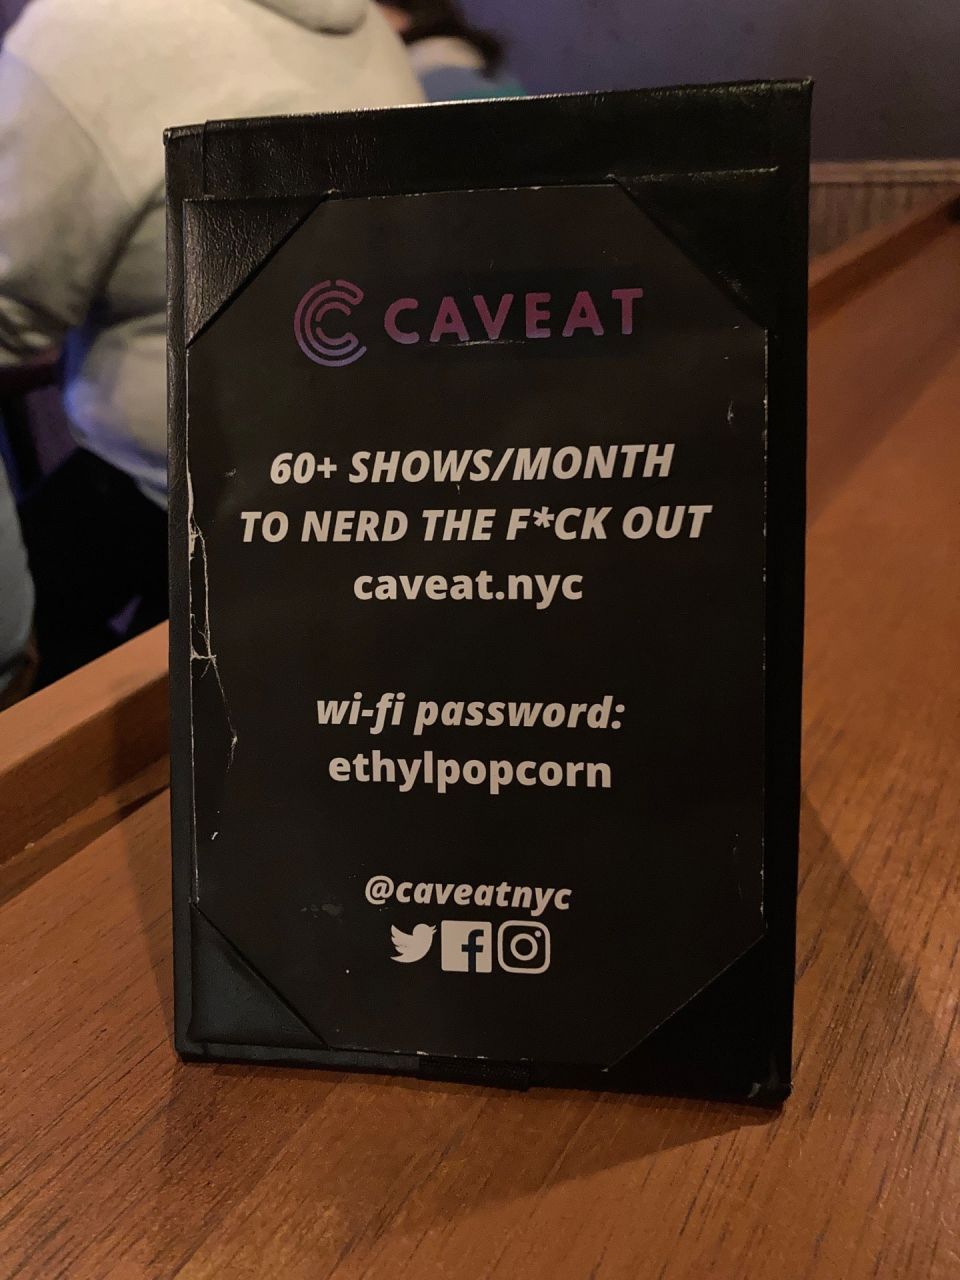 CAVEAT
60+ SHOWS/MONTH
TO NERD THE F*CK OUT
caveat.nyc
wi-fi password:
ethylpopcorn
@caveatnyc